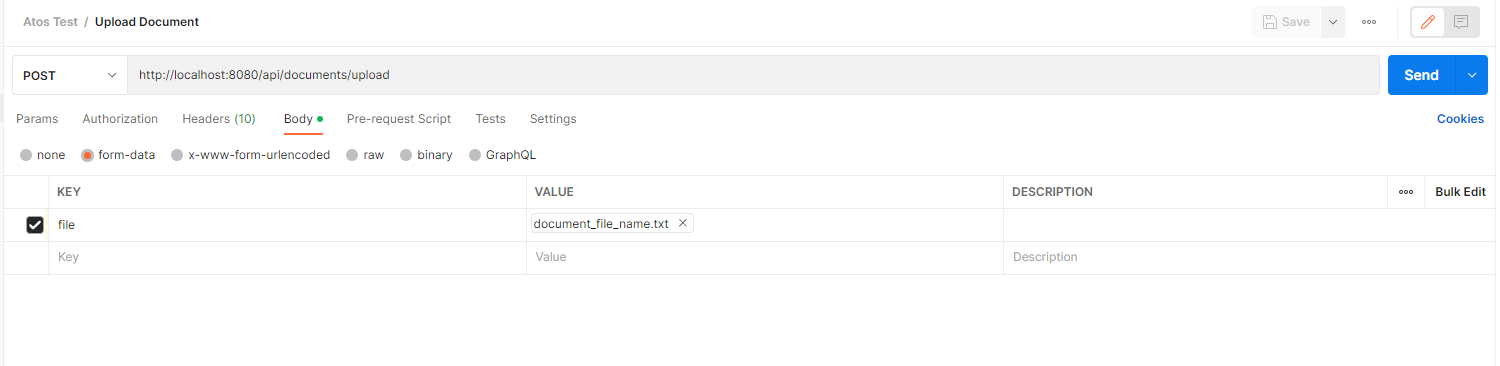 Atos Test / Upload Document
Save
POST http://localhost:8080/api/documents/upload Send
Params Authorization Headers (10) Body Pre-request Script Tests Settings Cookies
none form-data x-www-form-urlencoded raw binary GraphQL
KEY VALUE DESCRIPTION Bulk Edit
file document_file_name.txt
Key Value Description